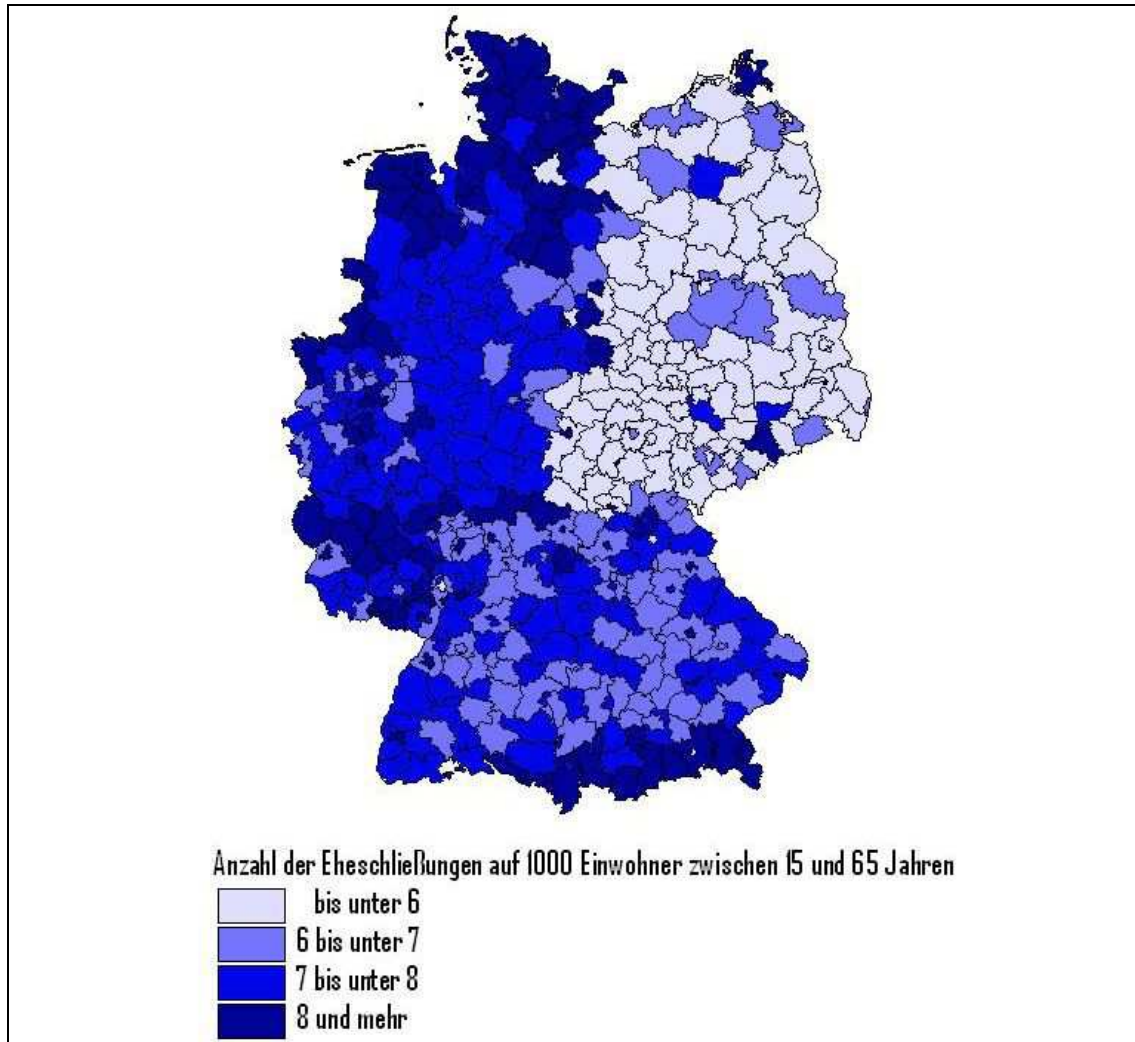 Anzahl der Eheschließungen auf 1000 Einwohner zwischen 15 und 65 Jahren
bis unter 6
6 bis unter 7
7 bis unter 8
8 und mehr